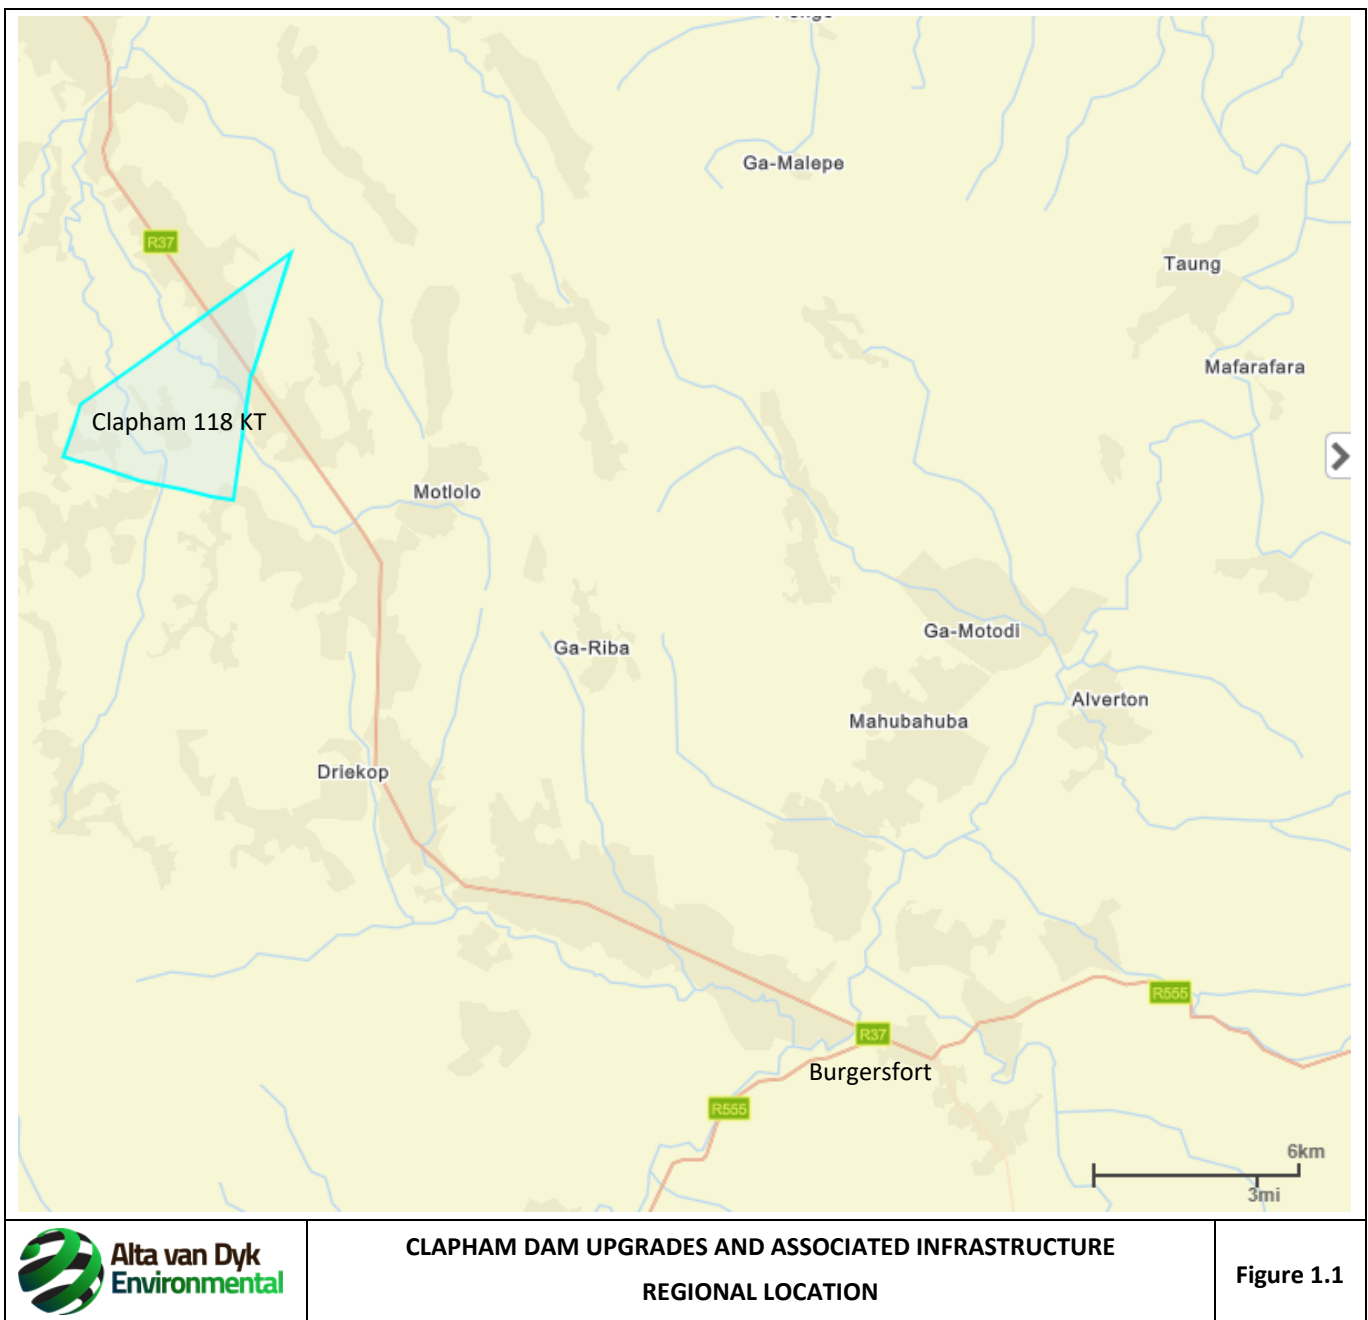 Ga-Malepe
R37
Taung
Mafarafara
Clapham 118 KT
Motlolo
Ga-Motodi
Ga-Riba
Alverton
Mahubahuba
Driekop
R555
R37
Burgersfort
R555
6km
3mi
Alta van Dyk
Environmental
CLAPHAM DAM UPGRADES AND ASSOCIATED INFRASTRUCTURE
REGIONAL LOCATION
Figure 1.1